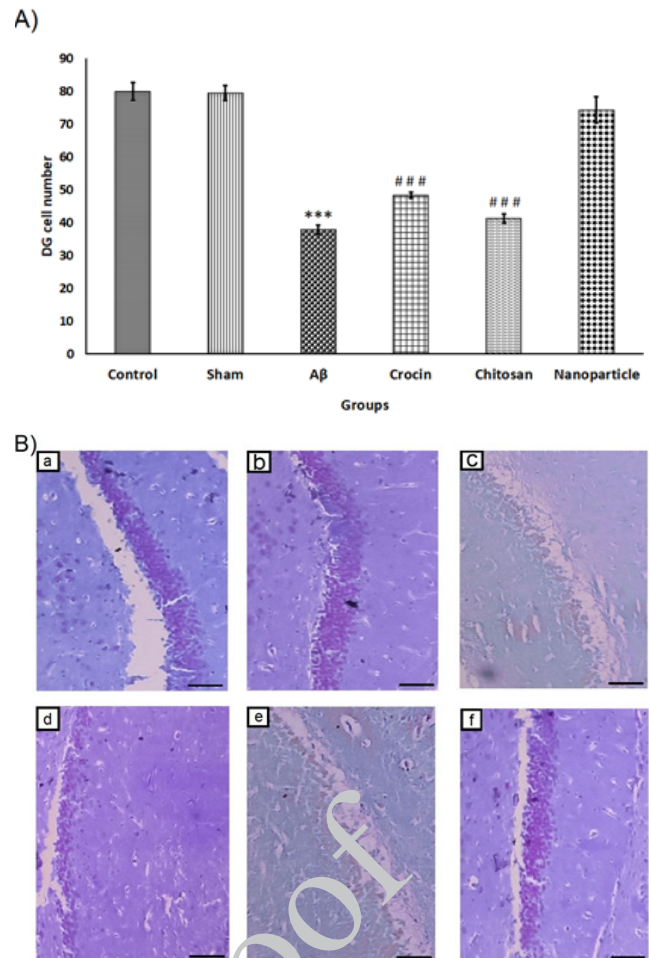 A)
90
80
70
60
50
40
30
20
10
0
DG cell number
***
# # #
# # #
Control Sham Aβ Crocin Chitosan Nanoparticle
Groups
B)
a b c
d e f
oof